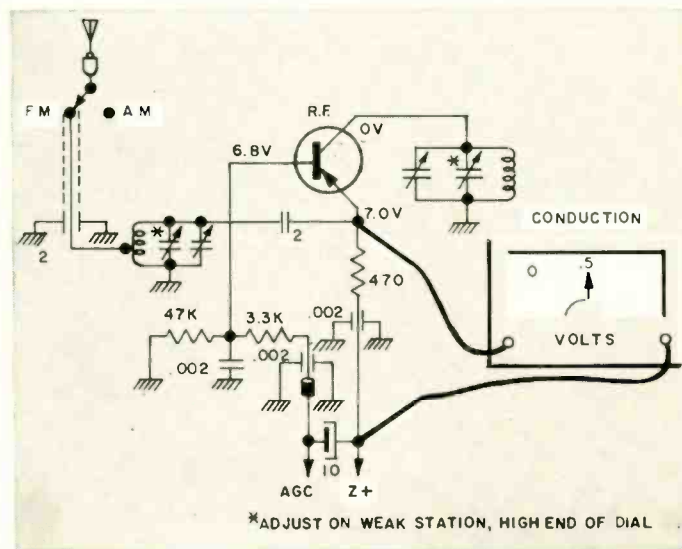 FM
AM
R.F.
0V
6.8V
*
7.0V
CONDUCTION
2
*
2
470
0
.5
VOLTS
47K
3.3K
.002
.002
.002
10
AGC
Z+
*ADJUST ON WEAK STATION, HIGH END OF DIAL